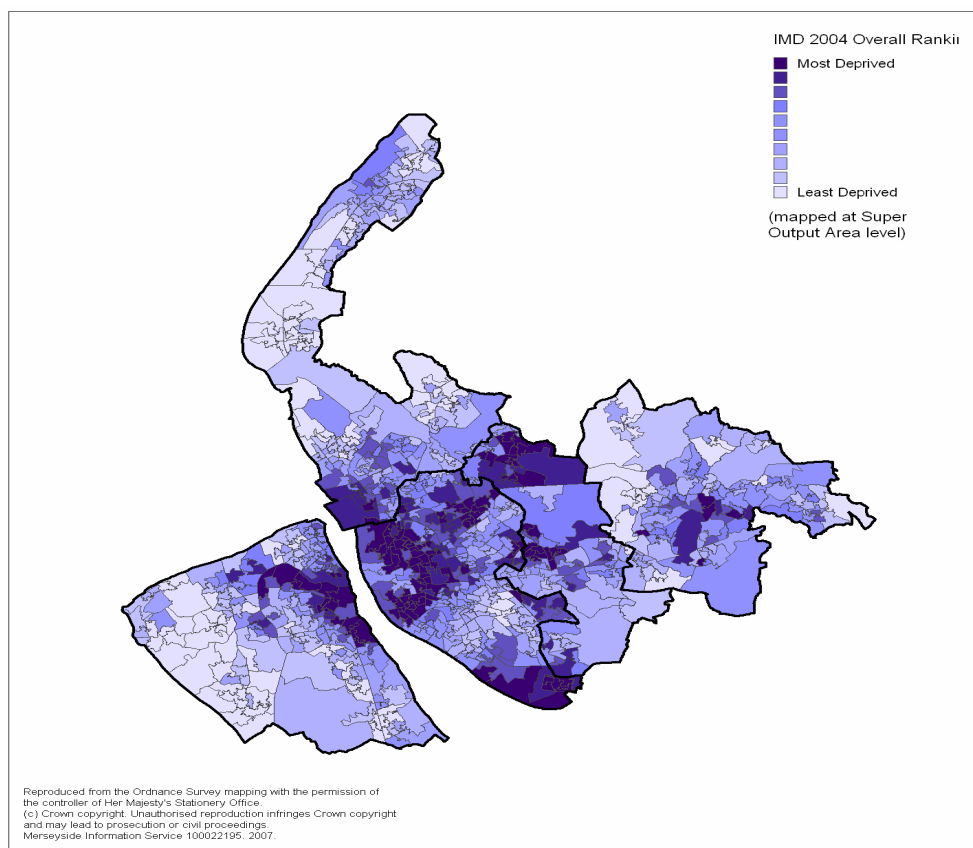 IMD 2004 Overall Rankin
Most Deprived
Least Deprived
(mapped at Super
Output Area level)
Reproduced from the Ordnance Survey mapping with the permission of
the controller of Her Majesty's Stationery Office.
(c) Crown copyright. Unauthorised reproduction infringes Crown copyright
and may lead to prosecution or civil proceedings.
Merseyside Information Service 100022195. 2007.